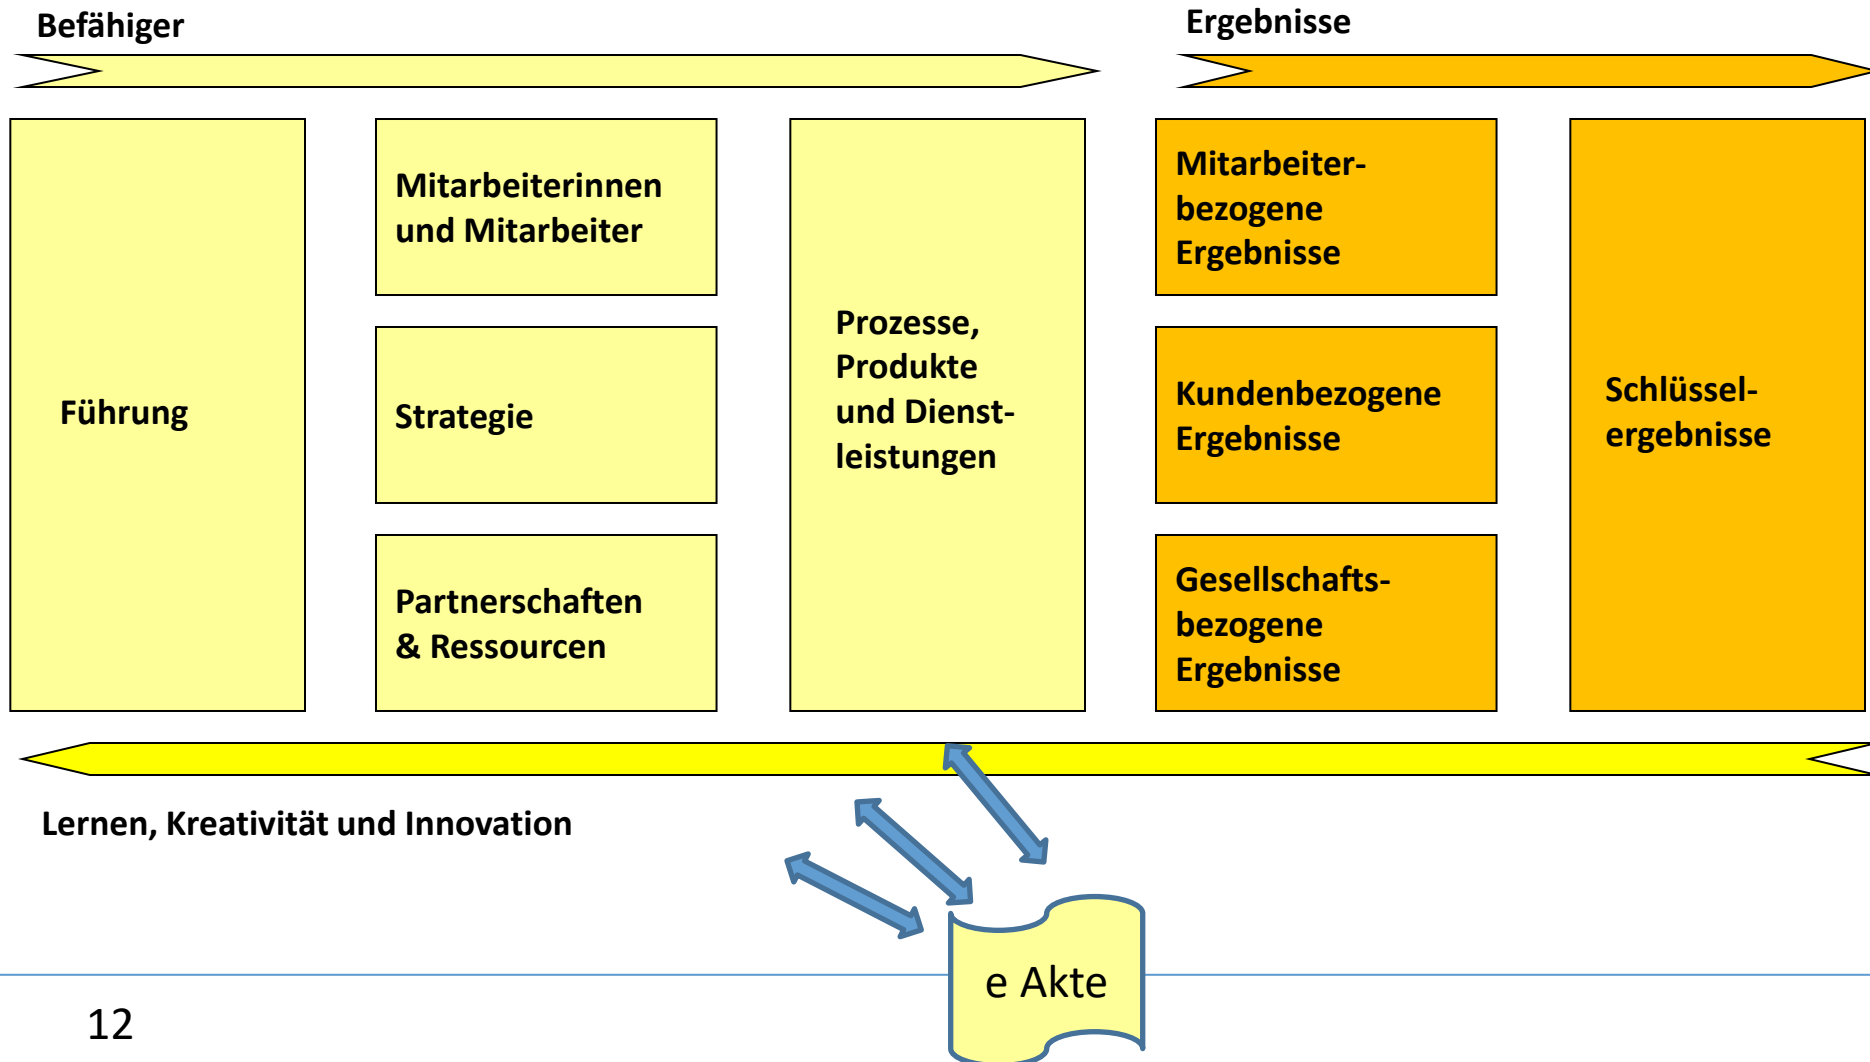 Befähiger
Ergebnisse
Führung
Mitarbeiterinnen
und Mitarbeiter
Strategie
Partnerschaften
& Ressourcen
Prozesse,
Produkte
und Dienst-
leistungen
Mitarbeiter-
bezogene
Ergebnisse
Kundenbezogene
Ergebnisse
Gesellschafts-
bezogene
Ergebnisse
Schlüssel-
ergebnisse
Lernen, Kreativität und Innovation
e Akte
12